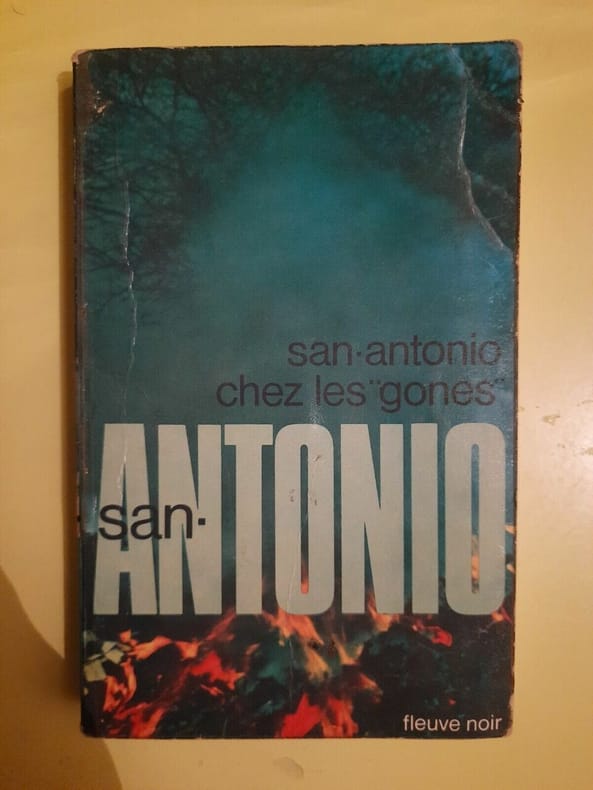 san·antonio
chez les "gones"
san·
ANTONIO
fleuve noir